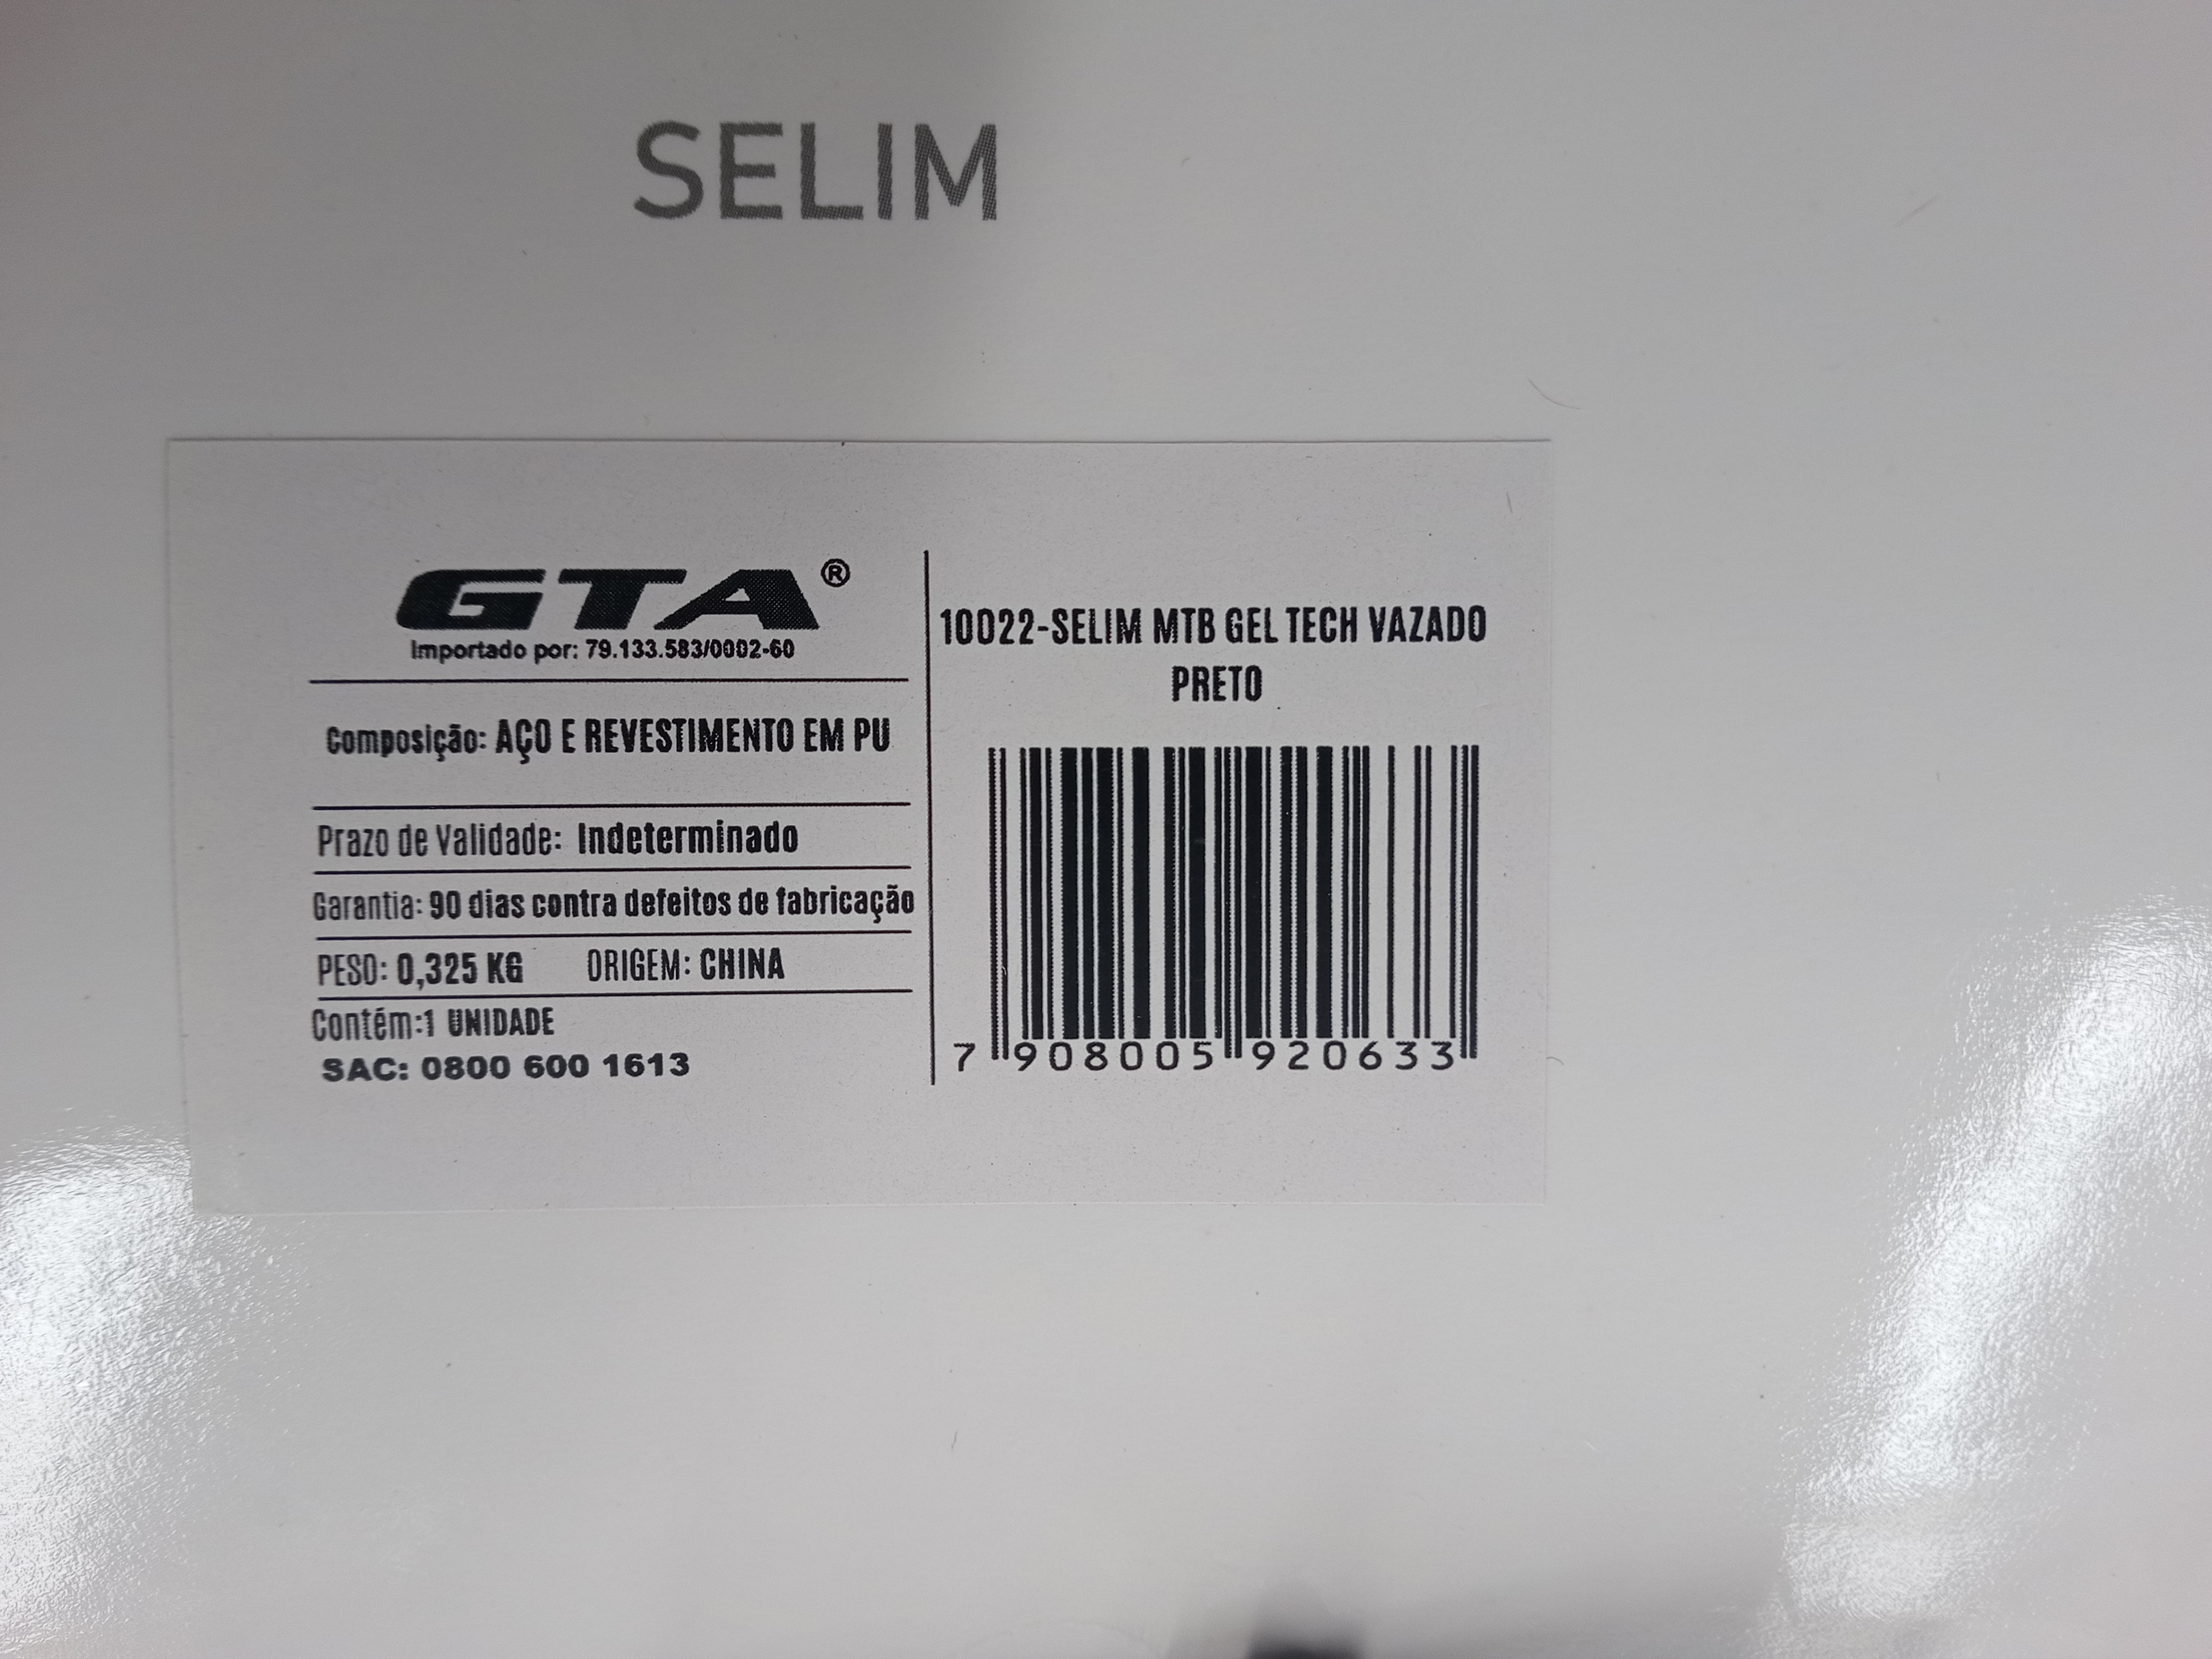 SELIM
GTA®
Importado por: 79.133.583/0002-60
Composição: AÇO E REVESTIMENTO EM PU
Prazo de Validade: Indeterminado
Garantia: 90 dias contra defeitos de fabricação
PESO: 0,325 KG ORIGEM: CHINA
Contém:1 UNIDADE
SAC: 0800 600 1613
10022-SELIM MTB GEL TECH VAZADO
PRETO
7 908005 920633